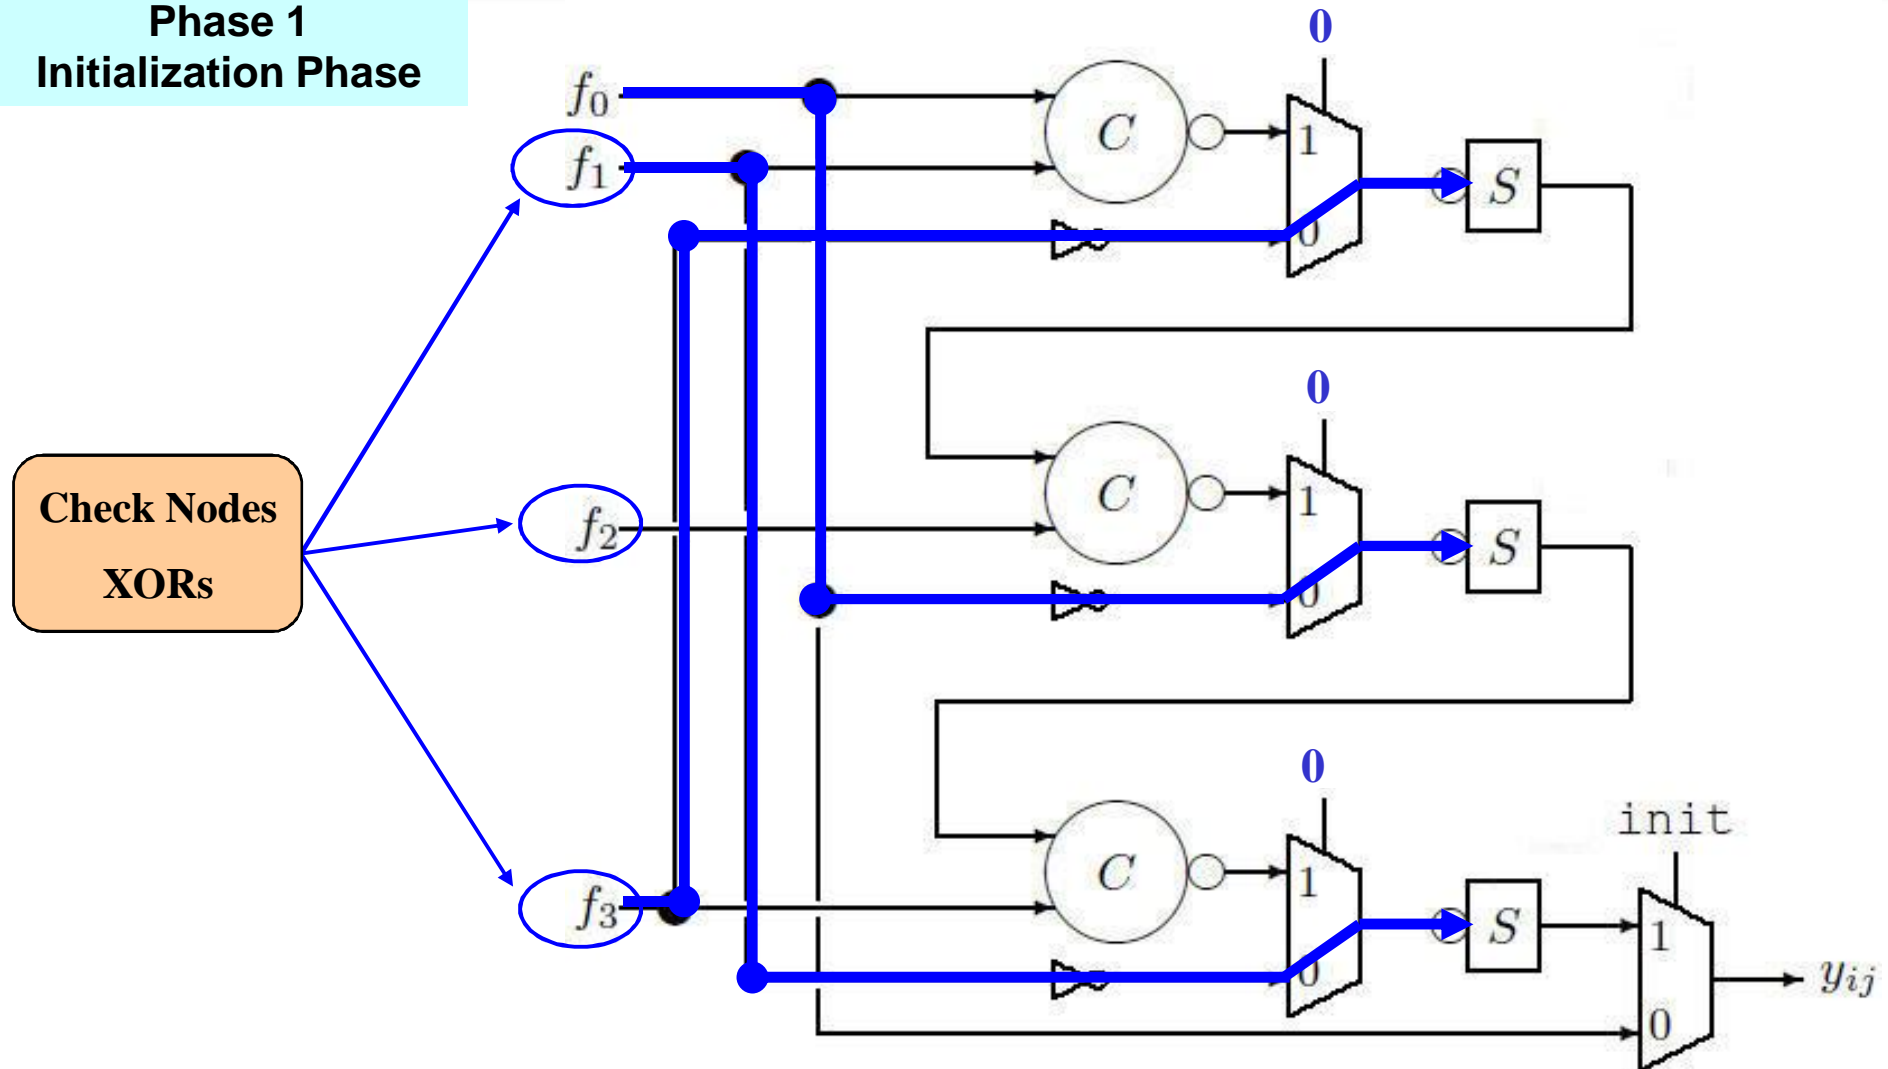 Phase 1
Initialization Phase
0
f0
C
1
f1
S
0
0
Check Nodes
XORs
C
1
f2
S
0
0
init
C
1
f3
S
1
0
yij
0